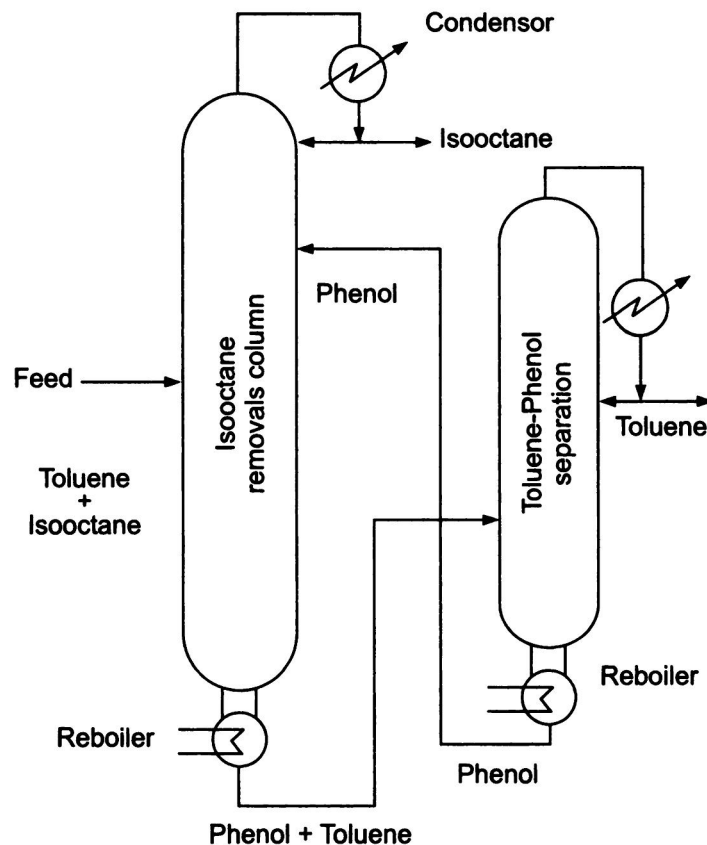 Condensor
Isooctane
Phenol
Feed
Isooctane
removals column
Toluene-Phenol
separation
Toluene
Toluene
+
Isooctane
Reboiler
Reboiler
Phenol
Phenol + Toluene